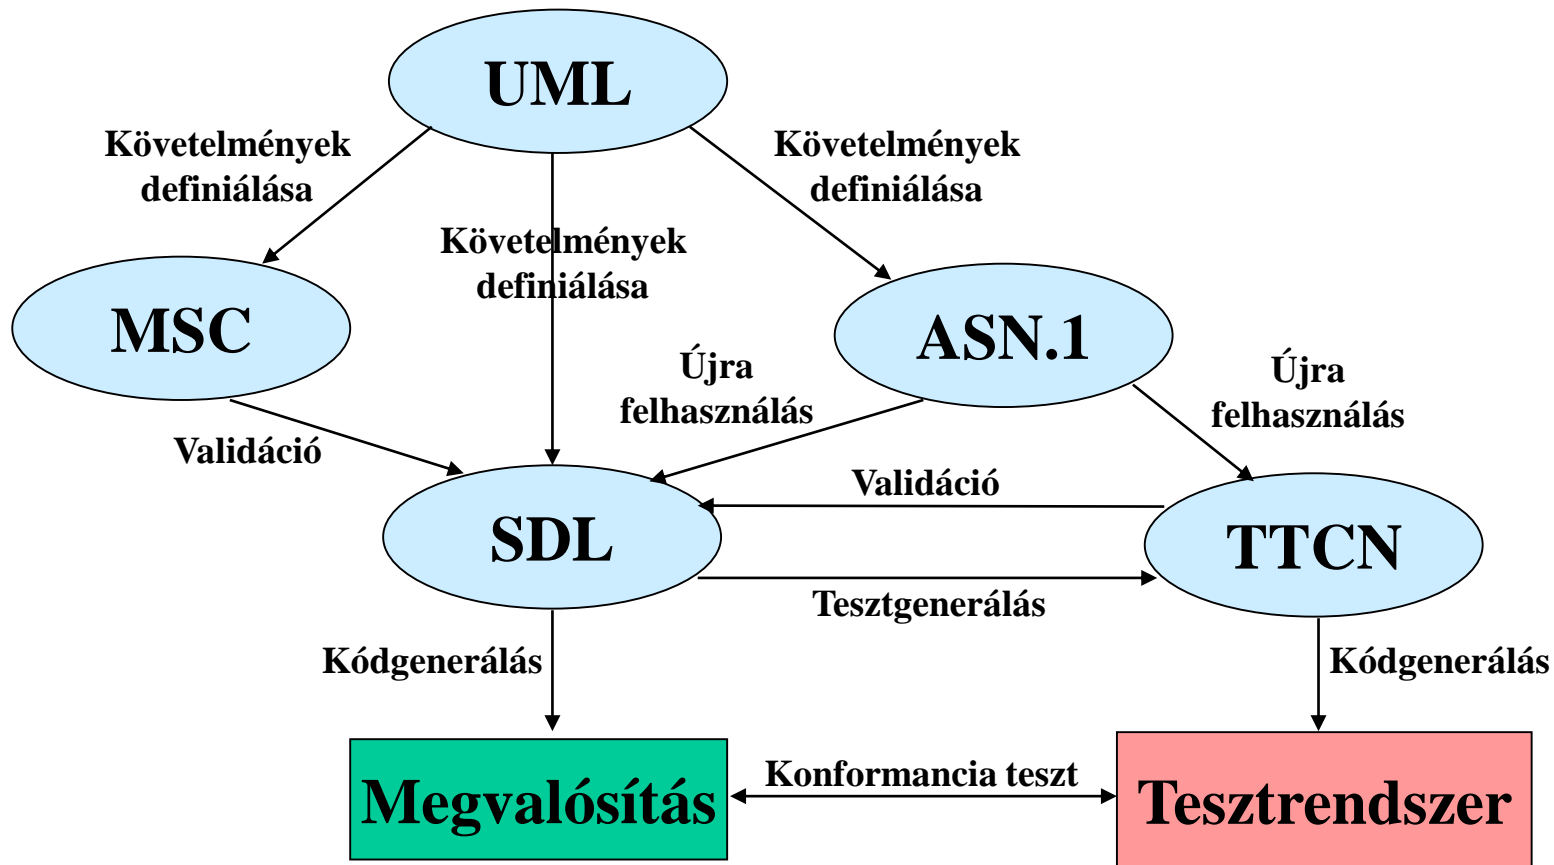 UML
Követelmények
definiálása
Követelmények
definiálása
Követelmények
definiálása
MSC
ASN.1
Újra
felhasználás
Újra
felhasználás
Validáció
Validáció
SDL
TTCN
Tesztgenerálás
Kódgenerálás
Kódgenerálás
Megvalósítás
Konformancia teszt
Tesztrendszer